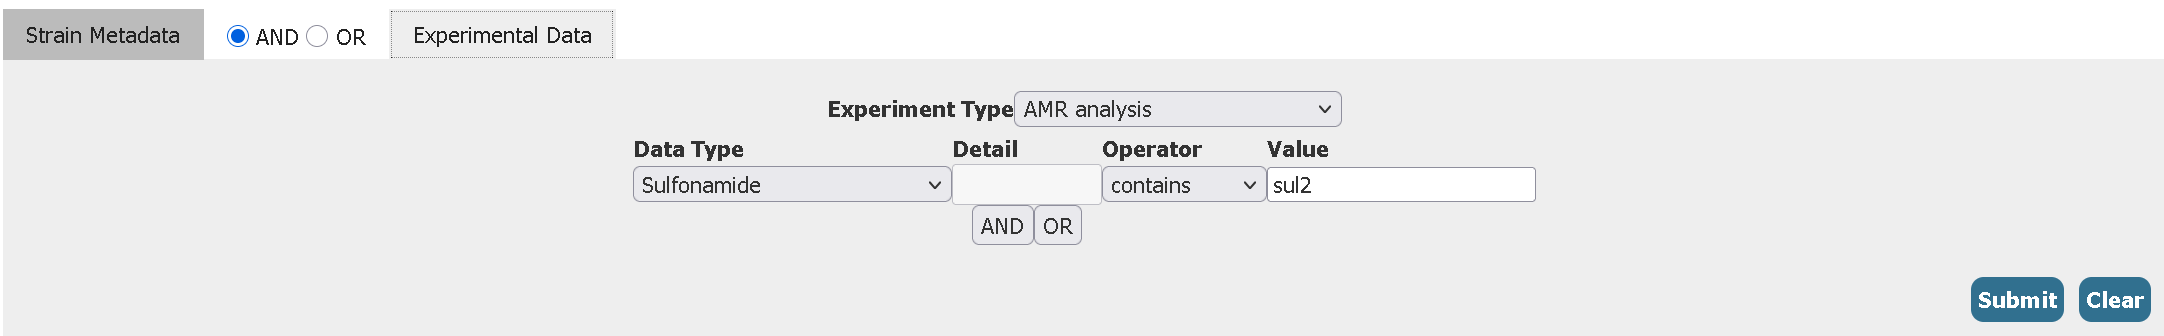 Strain Metadata AND OR Experimental Data
Experiment Type AMR analysis
Data Type Detail Operator Value
Sulfonamide contains sul2
AND OR
Submit Clear